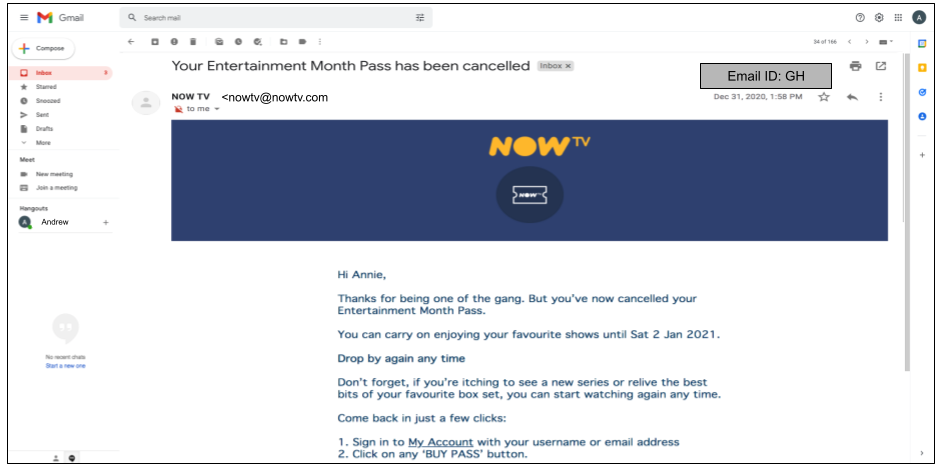 Gmail
Search mail
Compose
34 of 166
Inbox 3
Starred
Snoozed
Sent
Drafts
More
Meet
New meeting
Join a meeting
Hangouts
A Andrew +
No recent chats
Start a new one
A
Your Entertainment Month Pass has been cancelled Inbox x
Email ID: GH
NOW TV <nowtv@nowtv.com
Dec 31, 2020, 1:58 PM
to me
NOW TV
NOW
Hi Annie,
Thanks for being one of the gang. But you've now cancelled your
Entertainment Month Pass.
You can carry on enjoying your favourite shows until Sat 2 Jan 2021.
Drop by again any time
Don't forget, if you're itching to see a new series or relive the best
bits of your favourite box set, you can start watching again any time.
Come back in just a few clicks:
1. Sign in to My Account with your username or email address
2. Click on any 'BUY PASS' button.